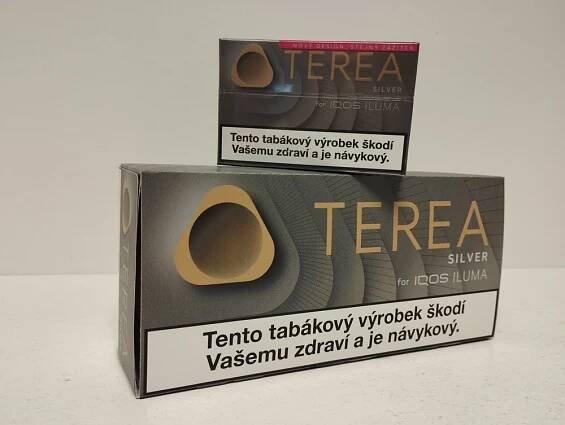 NOVÝ DESIGN, STEJNÝ ZÁŽITEK
TEREA
SILVER
for IQOS ILUMA
Tento tabákový výrobek škodí
Vašemu zdraví a je návykový.
TEREA
SILVER
for IQOS ILUMA
Tento tabákový výrobek škodí
Vašemu zdraví a je návykový.